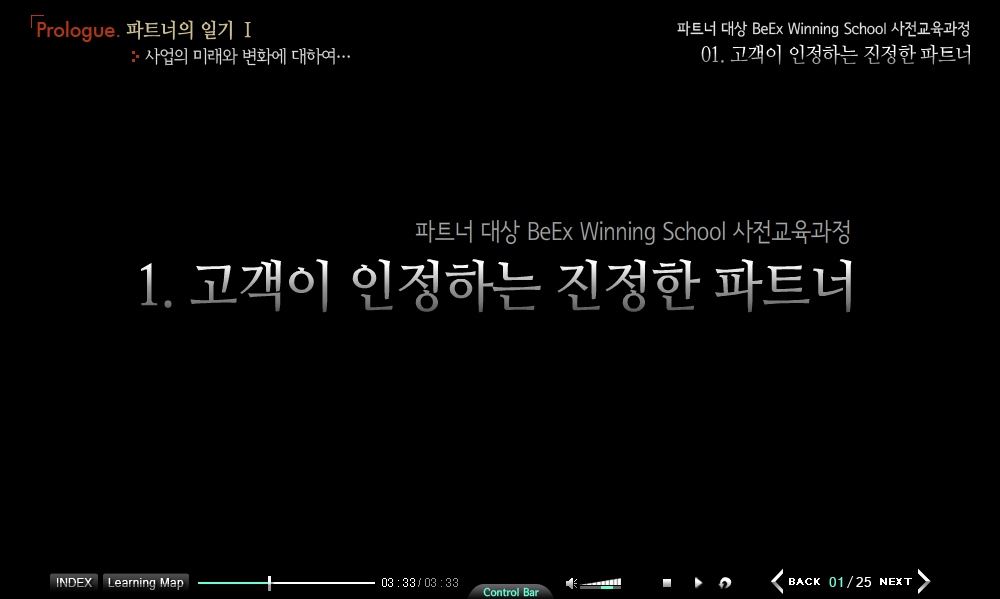 Prologue. 파트너의 일기 Ⅰ
사업의 미래와 변화에 대하여…
파트너 대상 BeEx Winning School 사전교육과정
01. 고객이 인정하는 진정한 파트너
파트너 대상 BeEx Winning School 사전교육과정
1. 고객이 인정하는 진정한 파트너
INDEX Learning Map 03:33/03:33 Control Bar BACK 01/25 NEXT